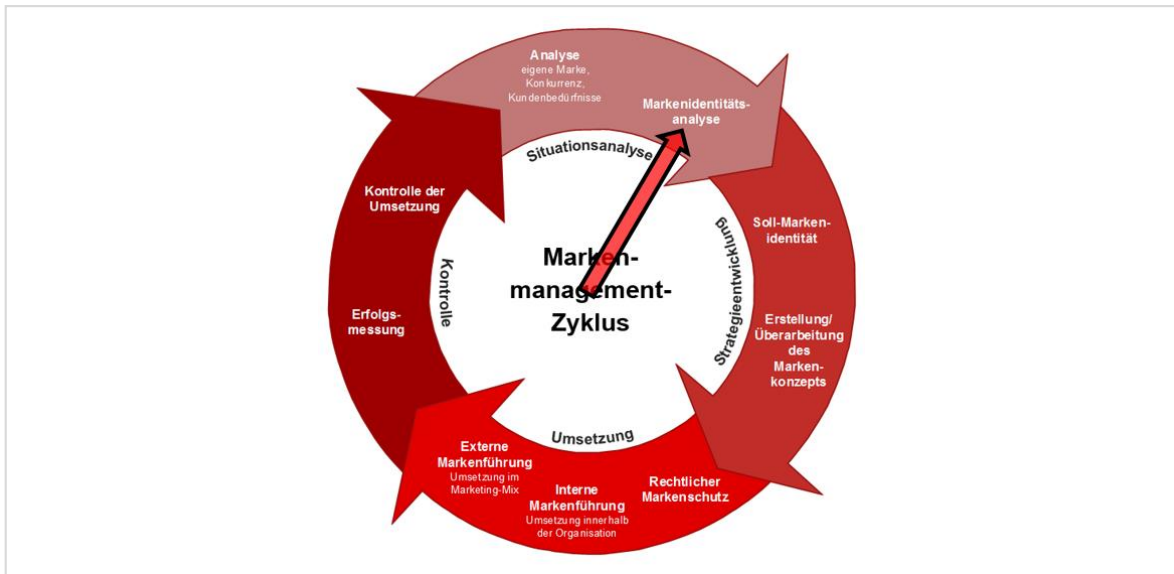 Analyse
eigene Marke,
Konkurrenz,
Kundenbedürfnisse
Markenidentitäts-
analyse
Situationsanalyse
Soll-Marken-
identität
Erstellung/
Überarbeitung
des
Marken-
konzepts
Strategieentwicklung
Rechtlicher
Markenschutz
Interne
Markenführung
Umsetzung innerhalb
der Organisation
Externe
Markenführung
Umsetzung im
Marketing-Mix
Umsetzung
Erfolgs-
messung
Kontrolle der
Umsetzung
Kontrolle
Marken-
management-
Zyklus